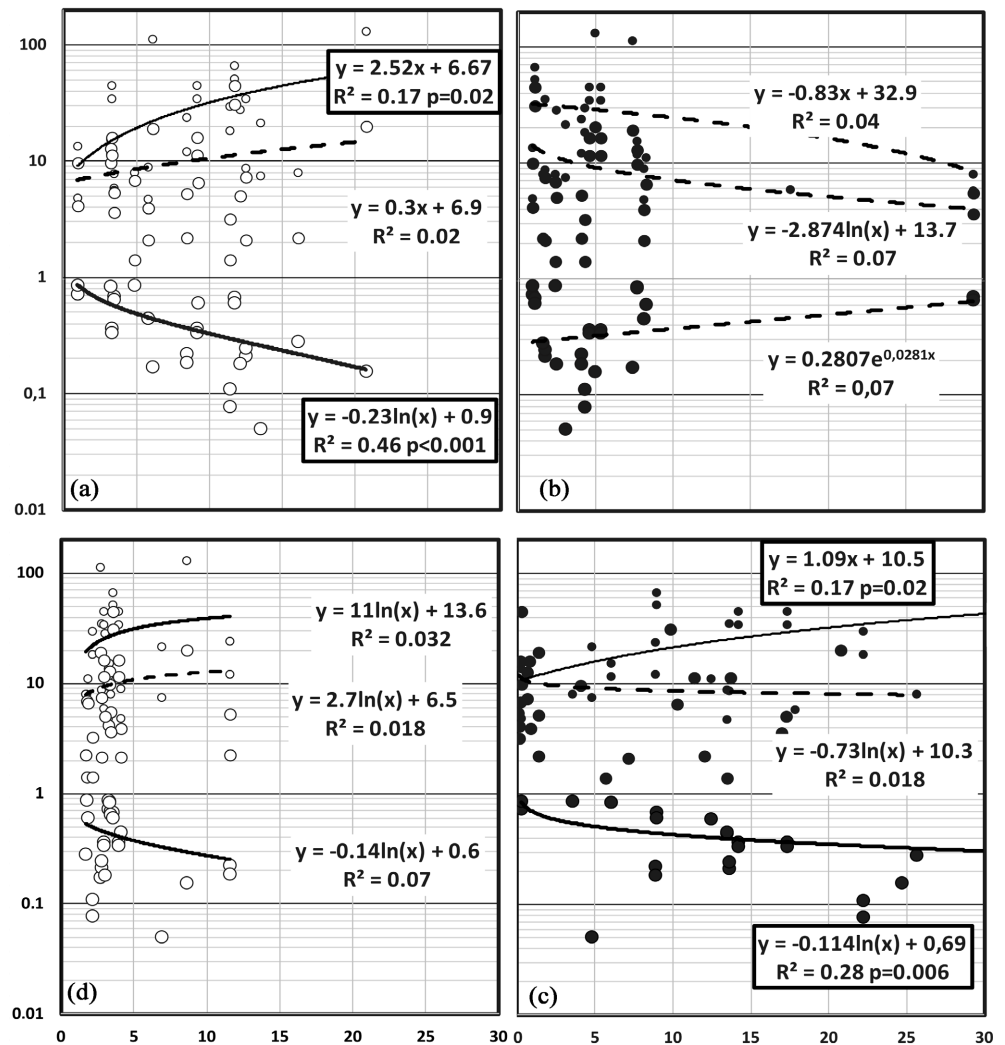 100
10
1
0,1
0.01
y = 2.52x + 6.67
R² = 0.17 p=0.02
y = 0.3x + 6.9
R² = 0.02
y = -0.23ln(x) + 0.9
R² = 0.46 p<0.001
(a)
y = -0.83x + 32.9
R² = 0.04
y = -2.874ln(x) + 13.7
R² = 0.07
y = 0.2807e^0,0281x
R² = 0,07
(b)
100
10
1
0.1
0.01
y = 11ln(x) + 13.6
R² = 0.032
y = 2.7ln(x) + 6.5
R² = 0.018
y = -0.14ln(x) + 0.6
R² = 0.07
(d)
0 5 10 15 20 25 30
y = 1.09x + 10.5
R² = 0.17 p=0.02
y = -0.73ln(x) + 10.3
R² = 0.018
y = -0.114ln(x) + 0,69
R² = 0.28 p=0.006
(c)
5 10 15 20 25 30